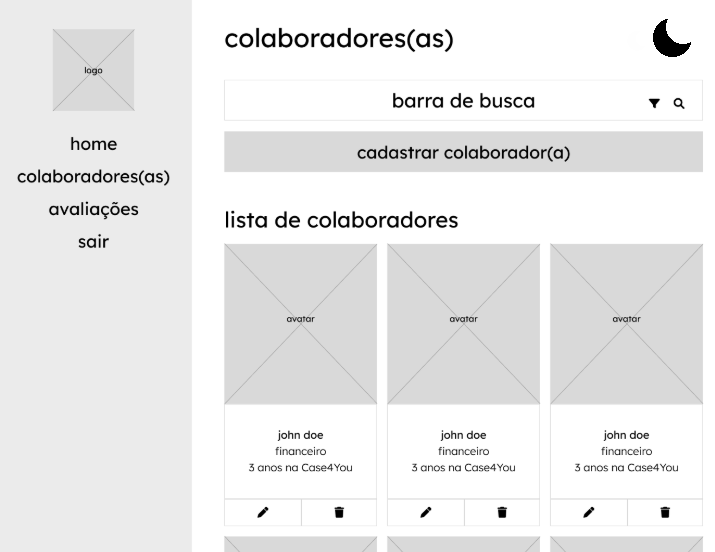 logo
home
colaboradores(as)
avaliações
sair
colaboradores(as)
barra de busca
cadastrar colaborador(a)
lista de colaboradores
avatar
avatar
avatar
john doe
financeiro
3 anos na Case4You
john doe
financeiro
3 anos na Case4You
john doe
financeiro
3 anos na Case4You